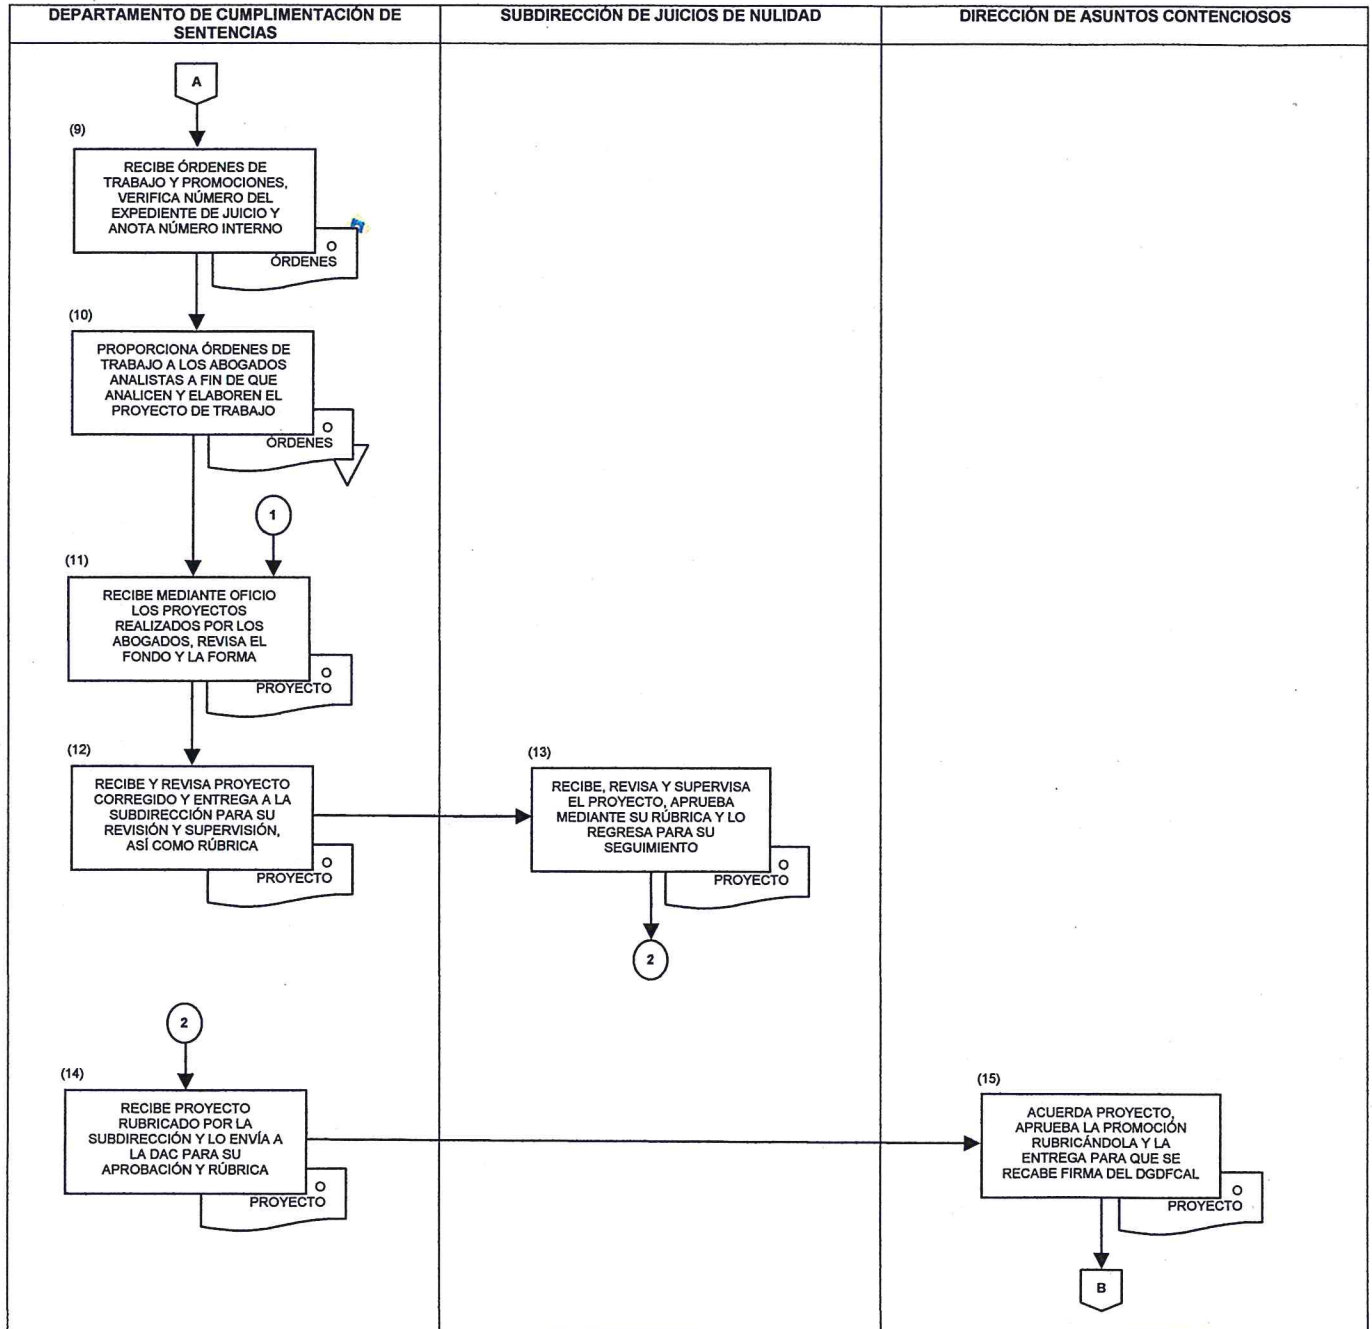 DEPARTAMENTO DE CUMPLIMENTACIÓN DE
SENTENCIAS
SUBDIRECCIÓN DE JUICIOS DE NULIDAD
DIRECCIÓN DE ASUNTOS CONTENCIOSOS
A
(9)
RECIBE ÓRDENES DE
TRABAJO Y PROMOCIONES,
VERIFICA NÚMERO DEL
EXPEDIENTE DE JUICIO Y
ANOTA NÚMERO INTERNO
O
ÓRDENES
(10)
PROPORCIONA ÓRDENES DE
TRABAJO A LOS ABOGADOS
ANALISTAS A FIN DE QUE
ANALICEN Y ELABOREN EL
PROYECTO DE TRABAJO
O
ÓRDENES
1
(11)
RECIBE MEDIANTE OFICIO
LOS PROYECTOS
REALIZADOS POR LOS
ABOGADOS, REVISA EL
FONDO Y LA FORMA
O
PROYECTO
(12)
RECIBE Y REVISA PROYECTO
CORREGIDO Y ENTREGA A LA
SUBDIRECCIÓN PARA SU
REVISIÓN Y SUPERVISIÓN,
ASÍ COMO RÚBRICA
O
PROYECTO
(13)
RECIBE, REVISA Y SUPERVISA
EL PROYECTO, APRUEBA
MEDIANTE SU RÚBRICA Y LO
REGRESA PARA SU
SEGUIMIENTO
O
PROYECTO
2
2
(14)
RECIBE PROYECTO
RUBRICADO POR LA
SUBDIRECCIÓN Y LO ENVÍA A
LA DAC PARA SU
APROBACIÓN Y RÚBRICA
O
PROYECTO
(15)
ACUERDA PROYECTO,
APRUEBA LA PROMOCIÓN
RUBRICÁNDOLA Y LA
ENTREGA PARA QUE SE
RECABE FIRMA DEL DGDFCAL
O
PROYECTO
B